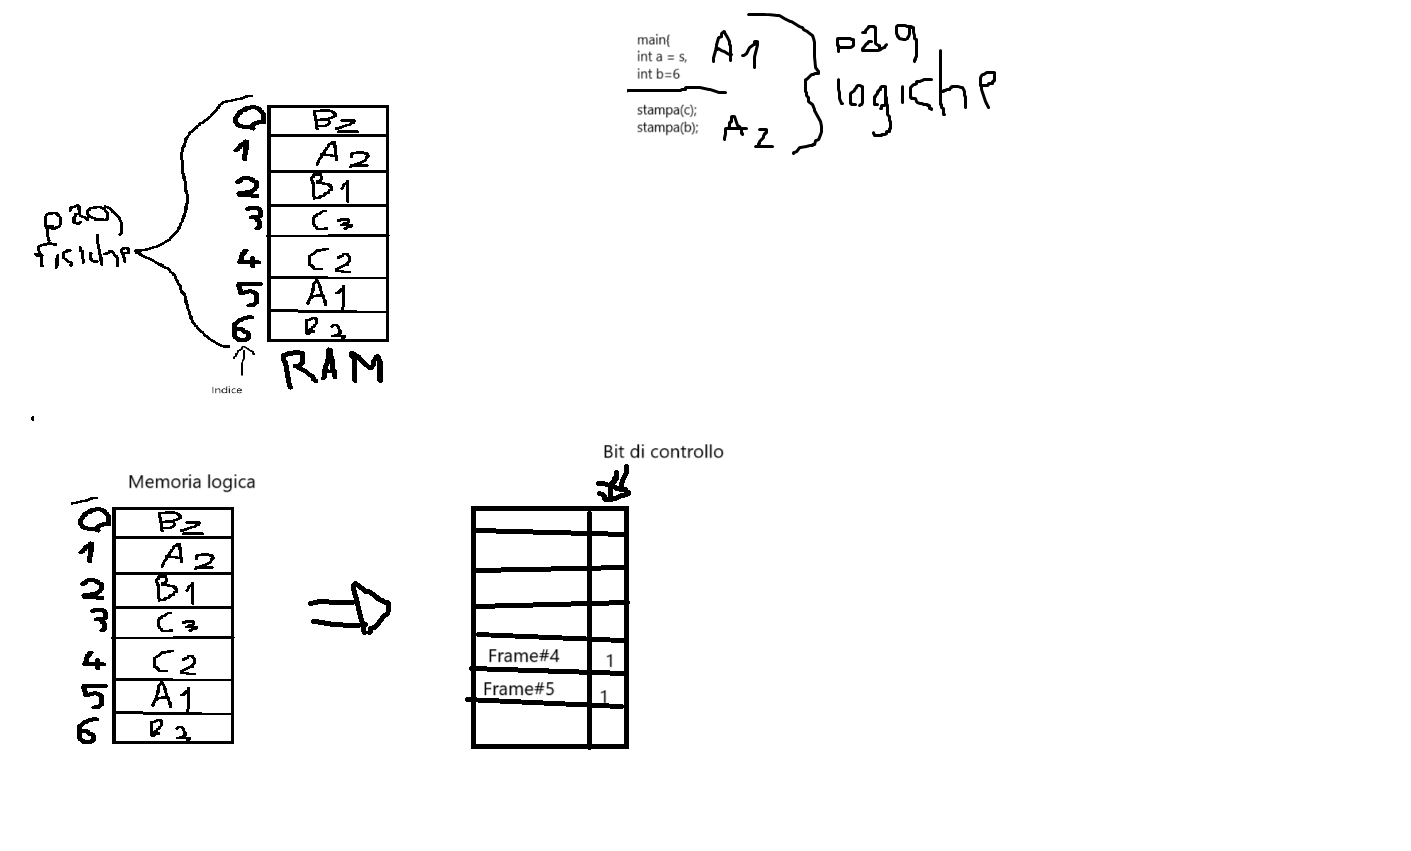 main{
int a = s,
int b=6
A1
stampa(c);
stampa(b);
A2
pag
logiche
pag
fisiche
0 B2
1 A2
2 B1
3 C3
4 C2
5 A1
6
RAM
Indice
Bit di controllo
Memoria logica
0 B2
1 A2
2 B1
3 C3
4 C2
5 A1
6
Frame#4 1
Frame#5 1